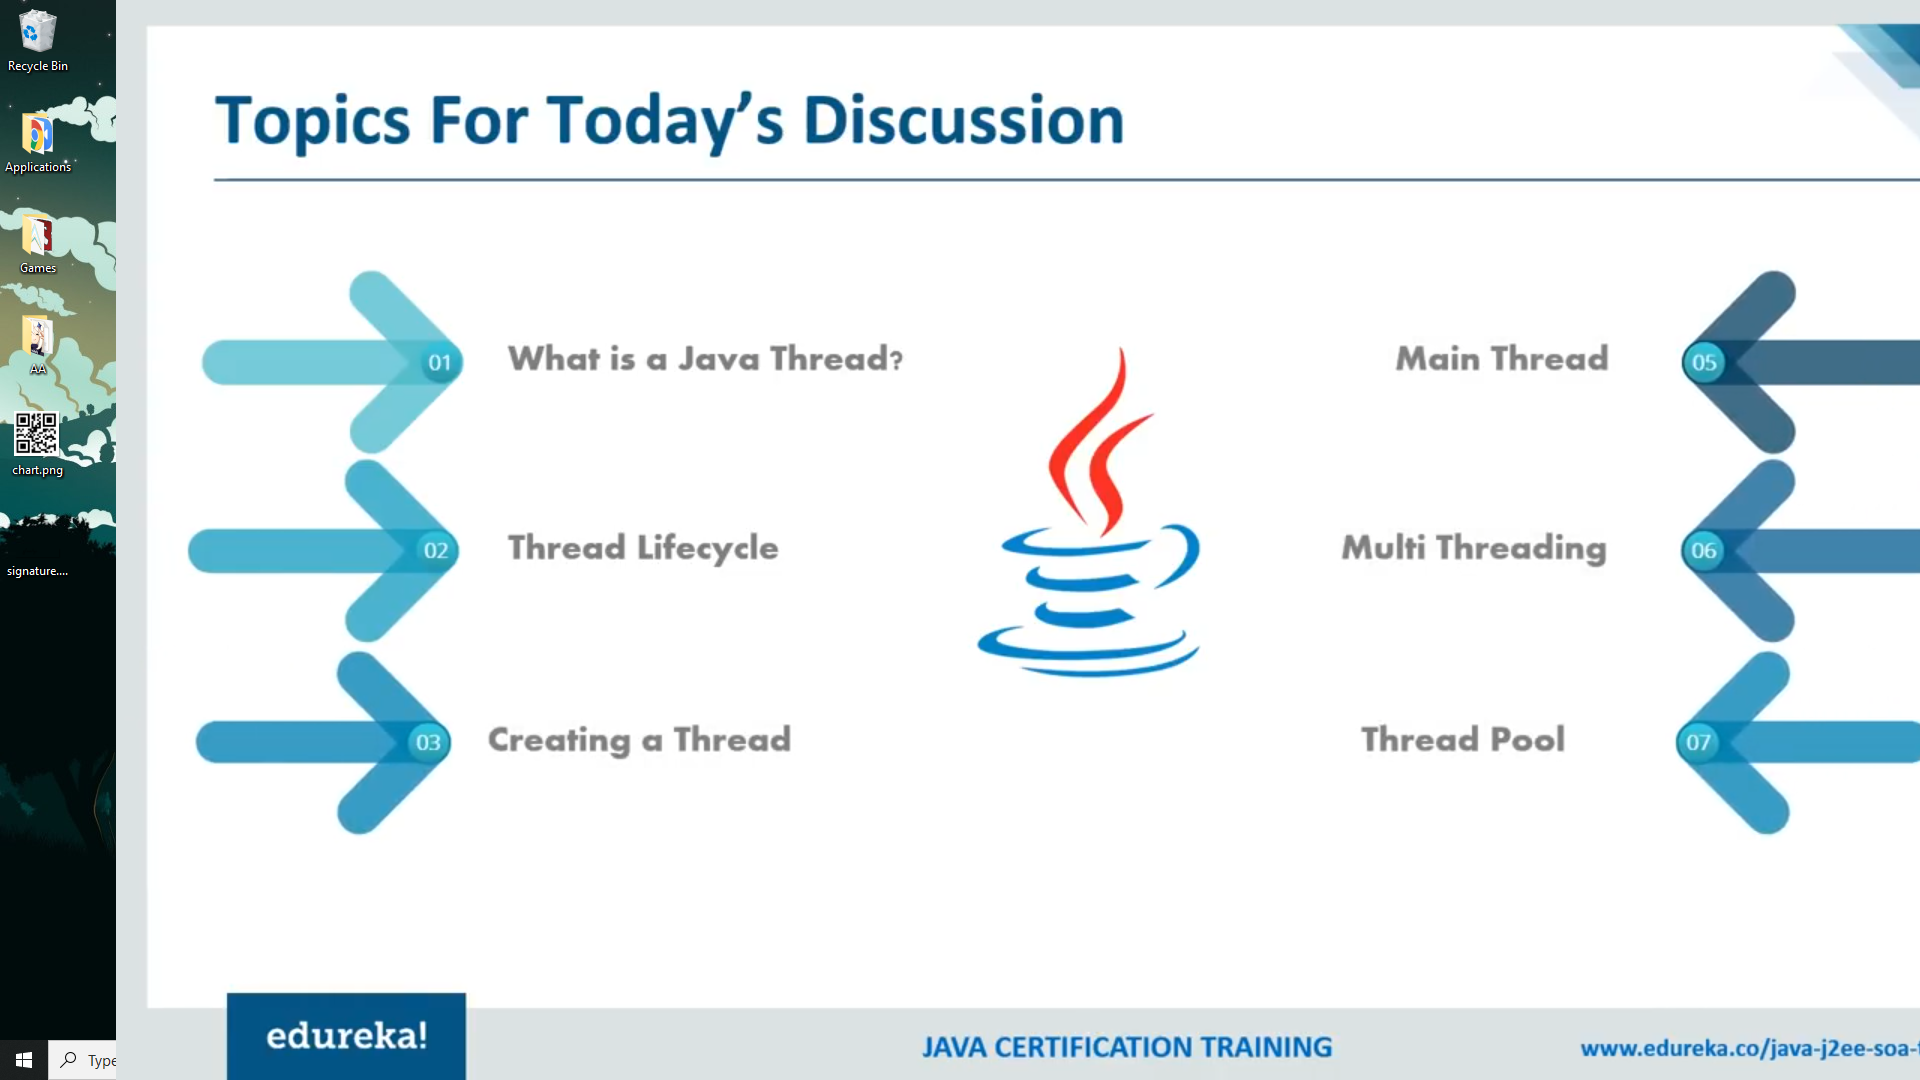 Recycle Bin
Applications
Games
AA
chart.png
signature....
Type
Topics For Today's Discussion
01 What is a Java Thread?
02 Thread Lifecycle
03 Creating a Thread
Main Thread 05
Multi Threading 06
Thread Pool 07
edureka!
JAVA CERTIFICATION TRAINING
www.edureka.co/java-j2ee-soa-